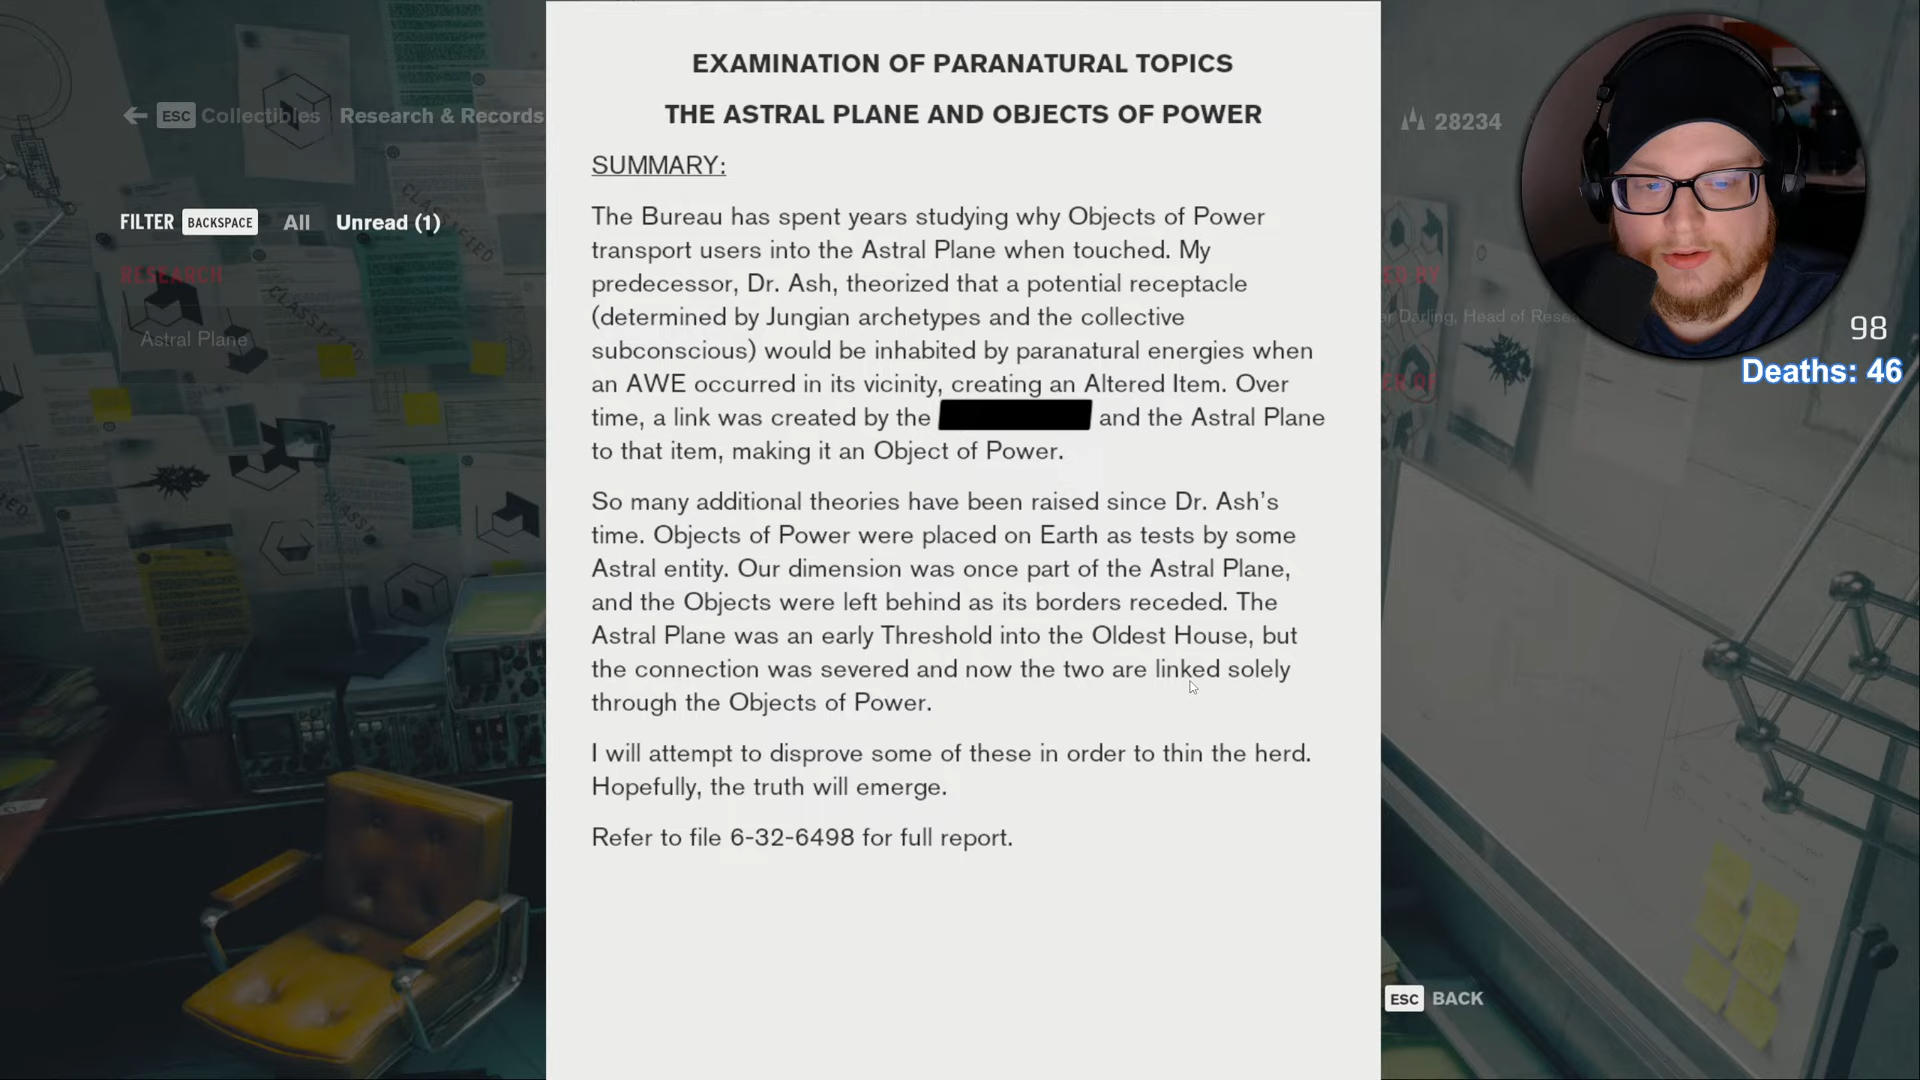 EXAMINATION OF PARANATURAL TOPICS
THE ASTRAL PLANE AND OBJECTS OF POWER
ESC Collectibles Research & Records
28234
SUMMARY:
FILTER BACKSPACE All Unread (1)
The Bureau has spent years studying why Objects of Power
transport users into the Astral Plane when touched. My
predecessor, Dr. Ash, theorized that a potential receptacle
(determined by Jungian archetypes and the collective
subconscious) would be inhabited by paranatural energies when
an AWE occurred in its vicinity, creating an Altered Item. Over
time, a link was created by the and the Astral Plane
to that item, making it an Object of Power.
RESEARCH
Astral Plane
ED BY
er Darling, Head of Resea
98
Deaths: 46
So many additional theories have been raised since Dr. Ash's
time. Objects of Power were placed on Earth as tests by some
Astral entity. Our dimension was once part of the Astral Plane,
and the Objects were left behind as its borders receded. The
Astral Plane was an early Threshold into the Oldest House, but
the connection was severed and now the two are linked solely
through the Objects of Power.
I will attempt to disprove some of these in order to thin the herd.
Hopefully, the truth will emerge.
Refer to file 6-32-6498 for full report.
ESC BACK
CLASSIFIED